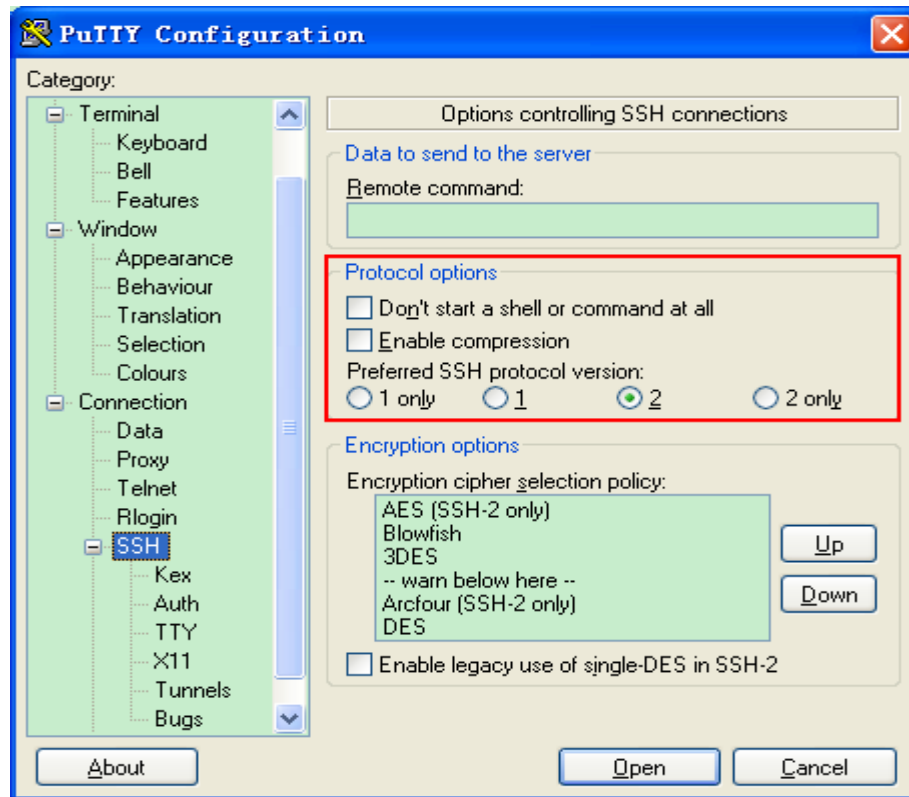 PuTTY Configuration
Category:
Terminal
Keyboard
Bell
Features
Window
Appearance
Behaviour
Translation
Selection
Colours
Connection
Data
Proxy
Telnet
Rlogin
SSH
Kex
Auth
TTY
X11
Tunnels
Bugs
Options controlling SSH connections
Data to send to the server
Remote command:
Protocol options
Don't start a shell or command at all
Enable compression
Preferred SSH protocol version:
1 only 1 2 2 only
Encryption options
Encryption cipher selection policy:
AES (SSH-2 only)
Blowfish
3DES
-- warn below here --
Arcfour (SSH-2 only)
DES
Up
Down
Enable legacy use of single-DES in SSH-2
About
Open
Cancel